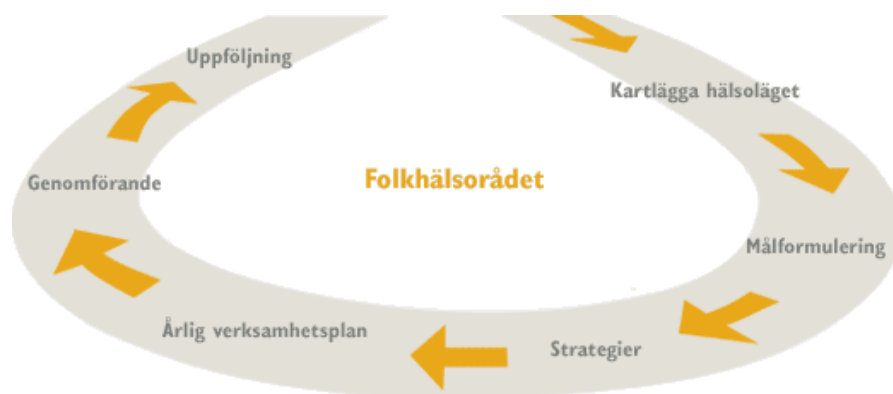 Uppföljning
Kartlägga hälsoläget
Genomförande
Folkhälsorådet
Målformulering
Årlig verksamhetsplan
Strategier